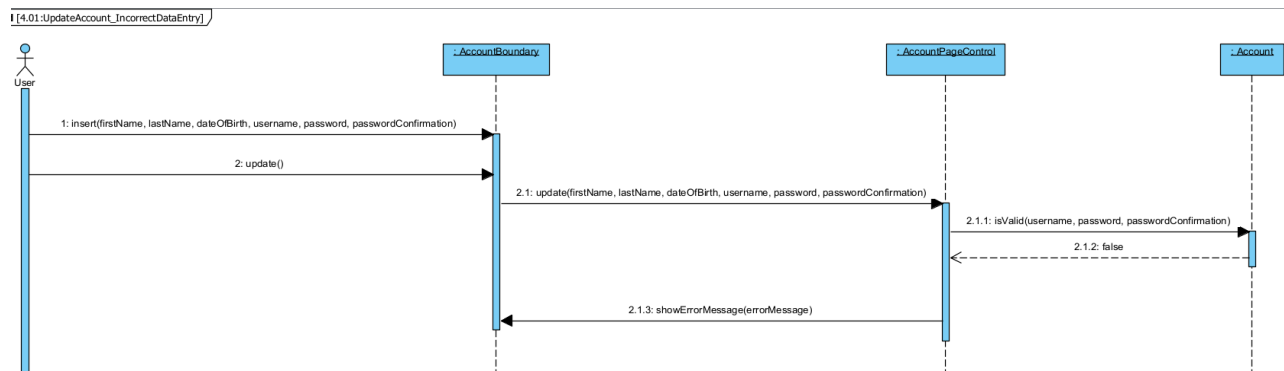 [4.01:UpdateAccount_IncorrectDataEntry]
: AccountBoundary
: AccountPageControl
: Account
User
1: insert(firstName, lastName, dateOfBirth, username, password, passwordConfirmation)
2: update()
2.1: update(firstName, lastName, dateOfBirth, username, password, passwordConfirmation)
2.1.1: isValid(username, password, passwordConfirmation)
2.1.2: false
2.1.3: showErrorMessage(errorMessage)